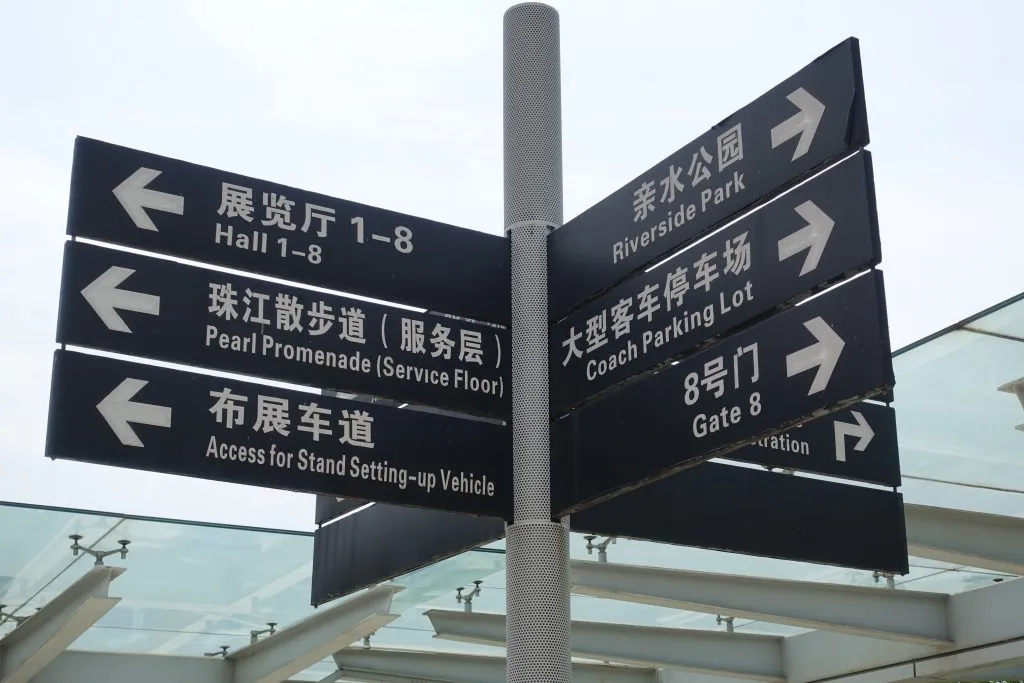 展览厅 1-8
Hall 1-8
珠江散步道（服务层）
Pearl Promenade (Service Floor)
布展车道
Access for Stand Setting-up Vehicle
亲水公园
Riverside Park
大型客车停车场
Coach Parking Lot
8号门
Gate 8